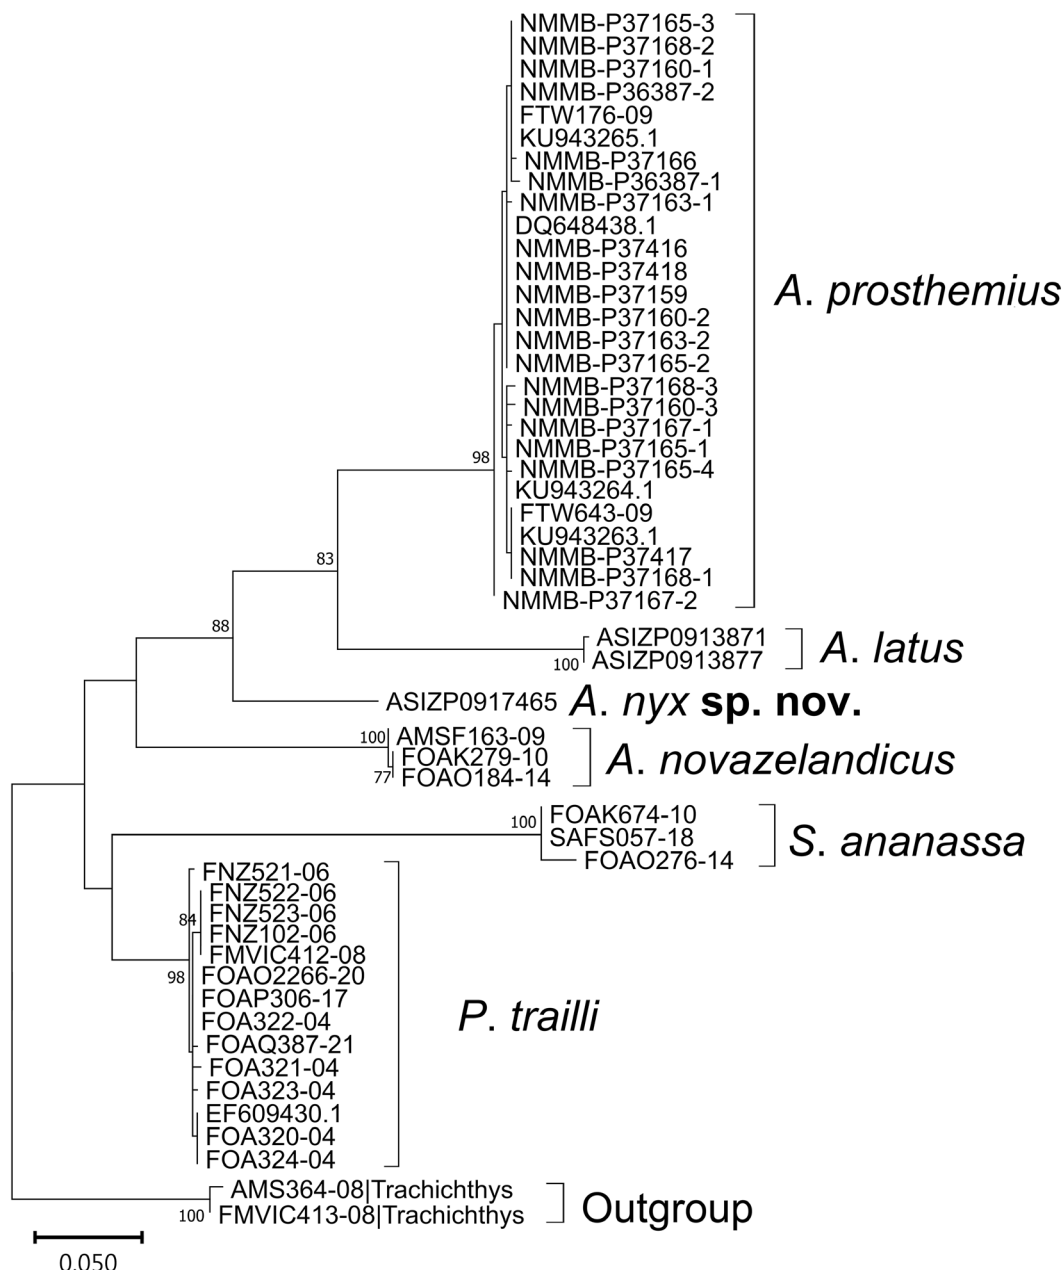 NMMB-P37165-3
NMMB-P37168-2
NMMB-P37160-1
NMMB-P36387-2
FTW176-09
KU943265.1
NMMB-P37166
NMMB-P36387-1
NMMB-P37163-1
DQ648438.1
NMMB-P37416
NMMB-P37418
NMMB-P37159
A. prosthemius
NMMB-P37160-2
NMMB-P37163-2
NMMB-P37165-2
NMMB-P37168-3
NMMB-P37160-3
NMMB-P37167-1
NMMB-P37165-1
98
NMMB-P37165-4
KU943264.1
FTW643-09
KU943263.1
83
NMMB-P37417
NMMB-P37168-1
NMMB-P37167-2
88
ASIZP0913871
A. latus
100
ASIZP0913877
ASIZP0917465 A. nyx sp. nov.
100
AMSF163-09
FOAK279-10
A. novazelandicus
77
FOAO184-14
FOAK674-10
100
SAFS057-18
S. ananassa
FOAO276-14
FNZ521-06
FNZ522-06
84
FNZ523-06
FNZ102-06
FMVIC412-08
98
FOAO2266-20
FOAP306-17
P. trailli
FOA322-04
FOAQ387-21
FOA321-04
FOA323-04
EF609430.1
FOA320-04
FOA324-04
AMS364-08|Trachichthys
Outgroup
100
FMVIC413-08|Trachichthys
0.050